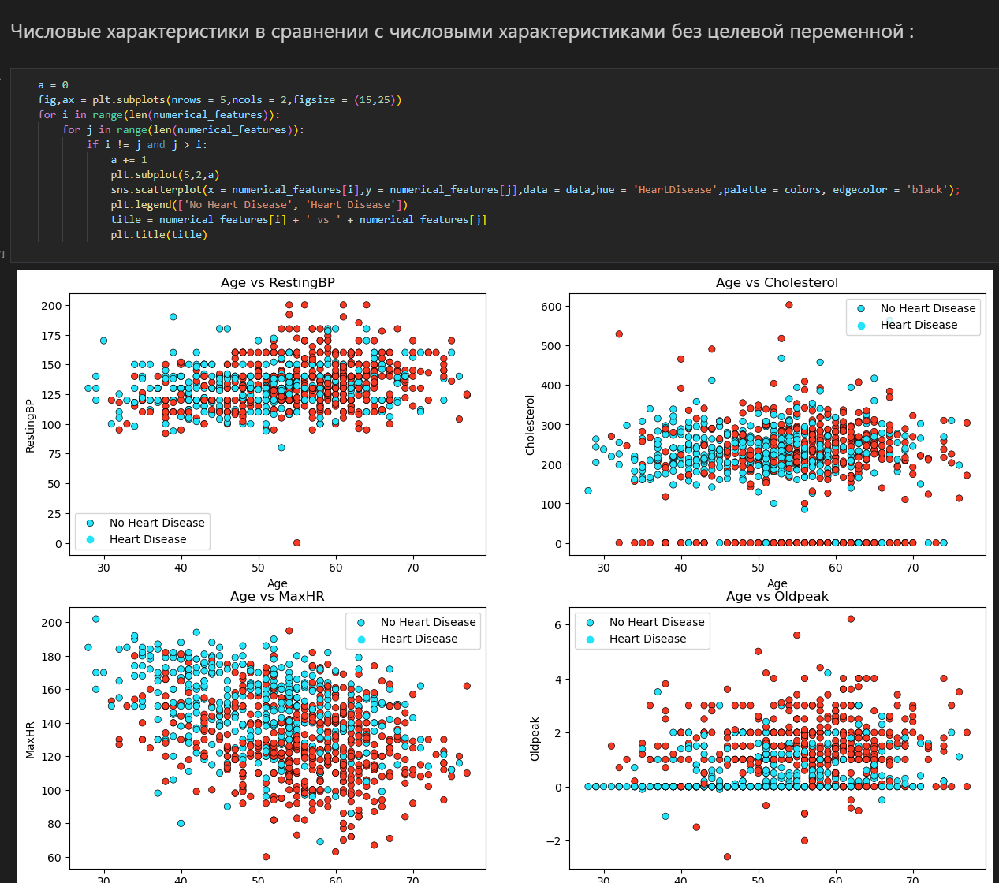 Числовые характеристики в сравнении с числовыми характеристиками без целевой переменной :
a = 0
fig,ax = plt.subplots(nrows = 5,ncols = 2,figsize = (15,25))
for i in range(len(numerical_features)):
for j in range(len(numerical_features)):
if i != j and j > i:
a += 1
plt.subplot(5,2,a)
sns.scatterplot(x = numerical_features[i],y = numerical_features[j],data = data,hue = 'HeartDisease',palette = colors, edgecolor = 'black');
plt.legend(['No Heart Disease', 'Heart Disease'])
title = numerical_features[i] + ' vs ' + numerical_features[j]
plt.title(title)
]
Age vs RestingBP
200
175
150
125
100
75
50
25
0
RestingBP
No Heart Disease
Heart Disease
30 40 50 60 70
Age
Age vs Cholesterol
600
500
400
300
200
100
0
Cholesterol
No Heart Disease
Heart Disease
30 40 50 60 70
Age
Age vs MaxHR
200
180
160
140
120
100
80
60
MaxHR
No Heart Disease
Heart Disease
30 40 50 60 70
Age vs Oldpeak
6
4
2
0
−2
Oldpeak
No Heart Disease
Heart Disease
30 40 50 60 70